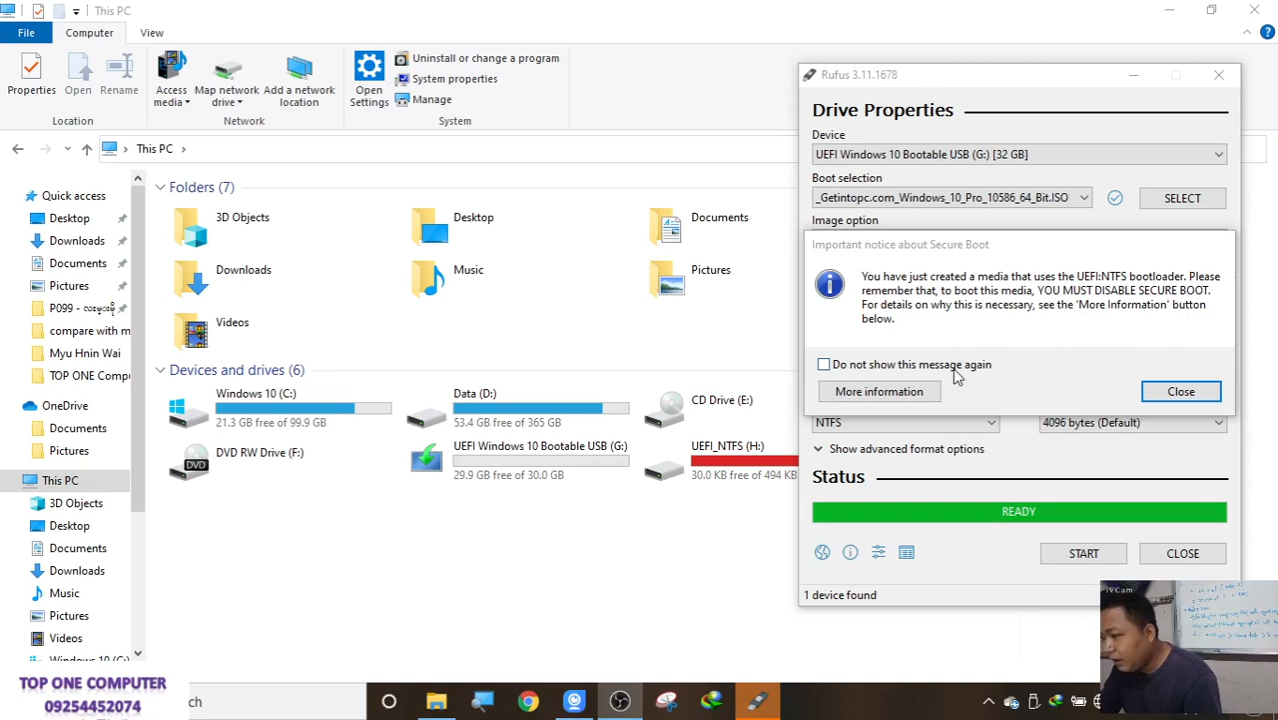 This PC
File
Computer
View
Properties
Open
Rename
Access media
Map network drive
Add a network location
Open Settings
Uninstall or change a program
System properties
Manage
Location
Network
System
This PC
Quick access
Desktop
Downloads
Documents
Pictures
P099 - လးမှးဗို
compare with m
Myu Hnin Wai
TOP ONE Compu
OneDrive
Documents
Pictures
This PC
3D Objects
Desktop
Documents
Downloads
Music
Pictures
Videos
Windows 10 (C:)
Folders (7)
3D Objects
Desktop
Documents
Downloads
Music
Pictures
Videos
Devices and drives (6)
Windows 10 (C:)
21.3 GB free of 99.9 GB
Data (D:)
53.4 GB free of 365 GB
CD Drive (E:)
DVD RW Drive (F:)
DVD
UEFI Windows 10 Bootable USB (G:)
29.9 GB free of 30.0 GB
UEFI_NTFS (H:)
30.0 KB free of 494 KB
Rufus 3.11.1678
Drive Properties
Device
UEFI Windows 10 Bootable USB (G:) [32 GB]
Boot selection
_Getintopc.com_Windows_10_Pro_10586_64_Bit.ISO
SELECT
Image option
Important notice about Secure Boot
You have just created a media that uses the UEFI:NTFS bootloader. Please
remember that, to boot this media, YOU MUST DISABLE SECURE BOOT.
For details on why this is necessary, see the 'More Information' button
below.
Do not show this message again
More information
Close
NTFS
4096 bytes (Default)
Show advanced format options
Status
READY
START
CLOSE
1 device found
iVCam
TOP ONE COMPUTER
09254452074
ch